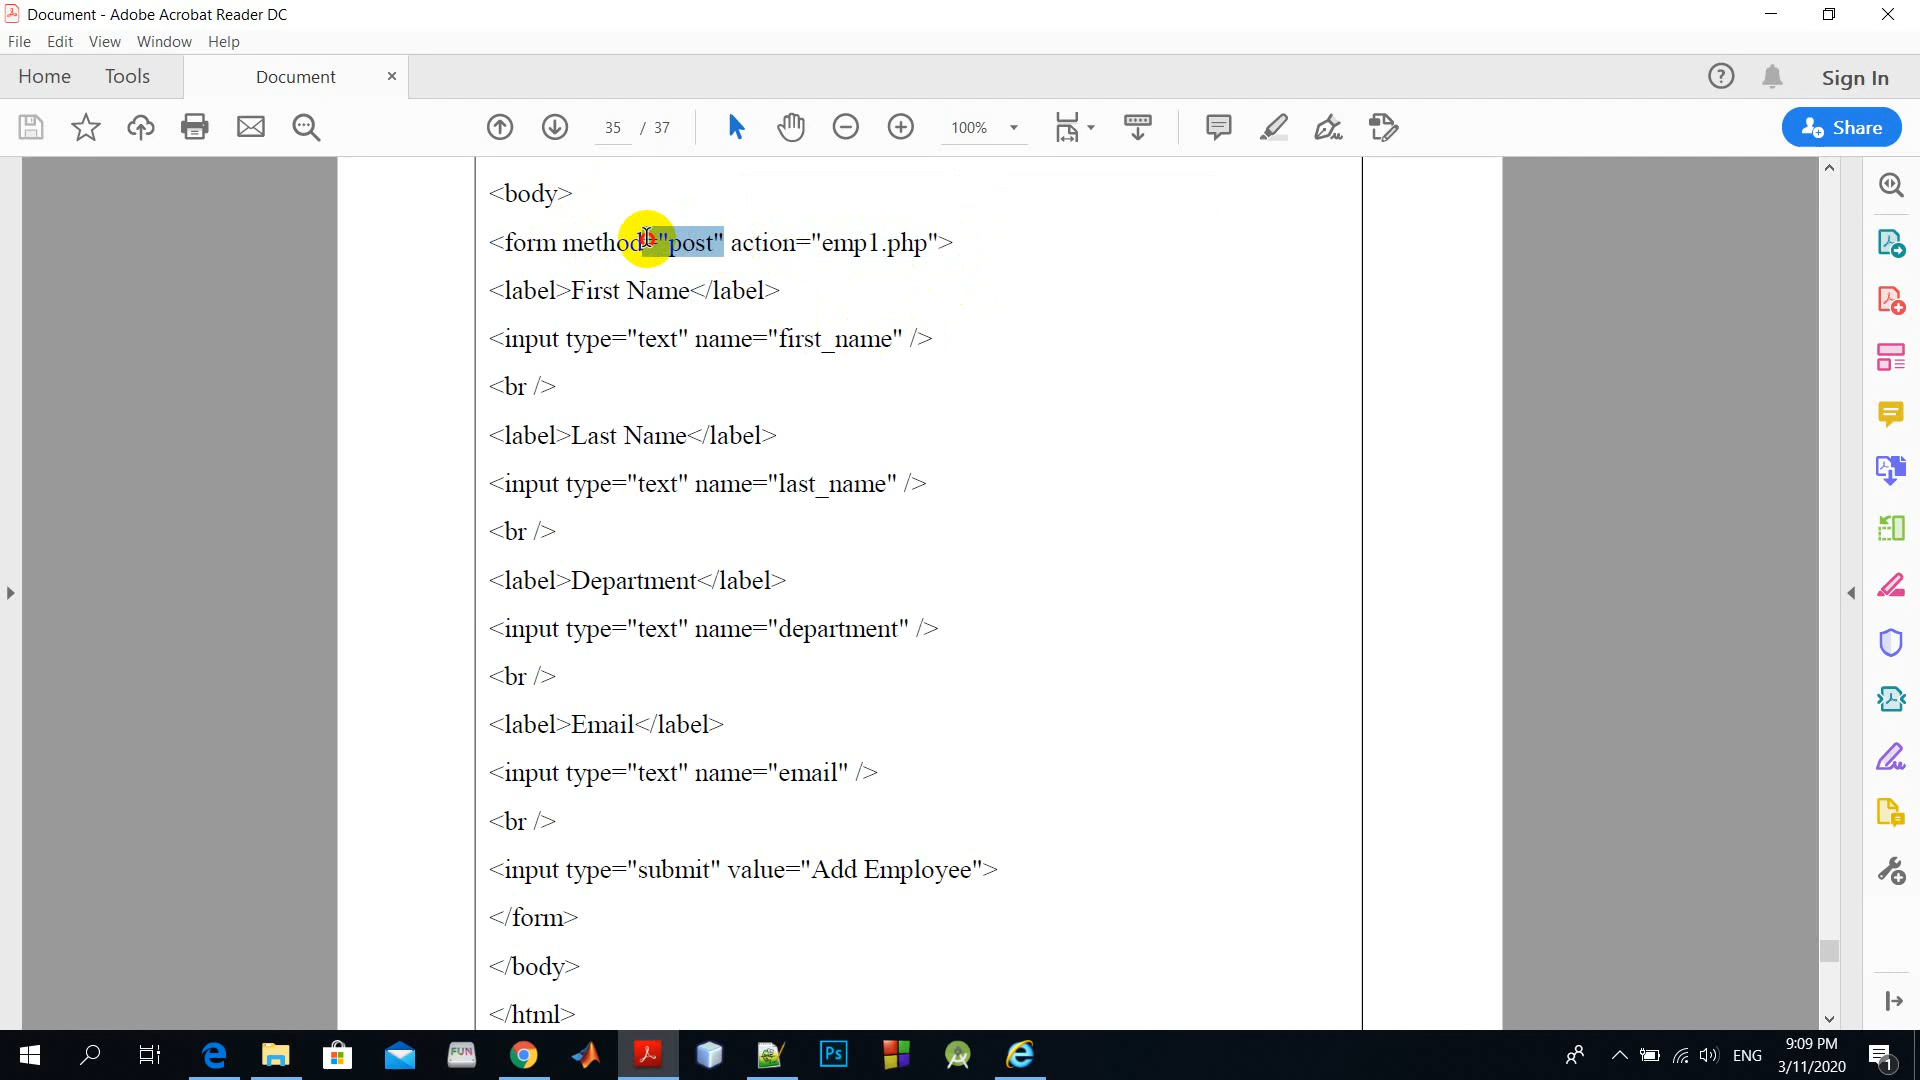 Document - Adobe Acrobat Reader DC
File Edit View Window Help
Home Tools Document Sign In
35 / 37 100% Share
<body>
<form method="post" action="emp1.php">
<label>First Name</label>
<input type="text" name="first_name" />
<br />
<label>Last Name</label>
<input type="text" name="last_name" />
<br />
<label>Department</label>
<input type="text" name="department" />
<br />
<label>Email</label>
<input type="text" name="email" />
<br />
<input type="submit" value="Add Employee">
</form>
</body>
</html>
FUN Ps ENG 9:09 PM
3/11/2020 1